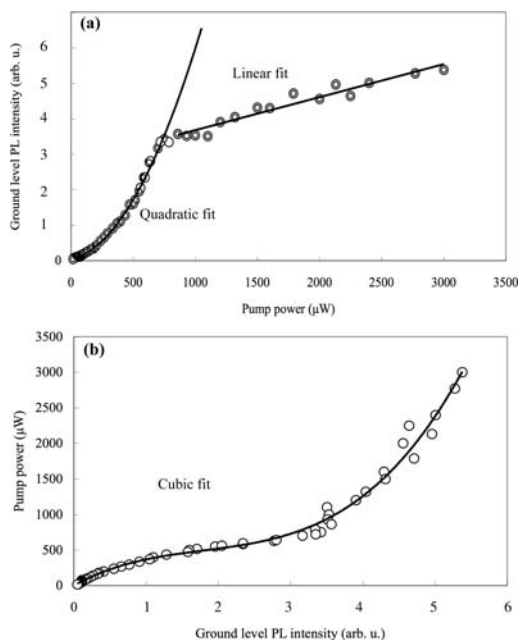 (a)
Ground level PL intensity (arb. u.)
6
5
4
3
2
1
0
Linear fit
Quadratic fit
0 500 1000 1500 2000 2500 3000 3500
Pump power (µW)
(b)
Pump power (µW)
3000
2500
2000
1500
1000
500
0
Cubic fit
0 1 2 3 4 5 6
Ground level PL intensity (arb. u.)